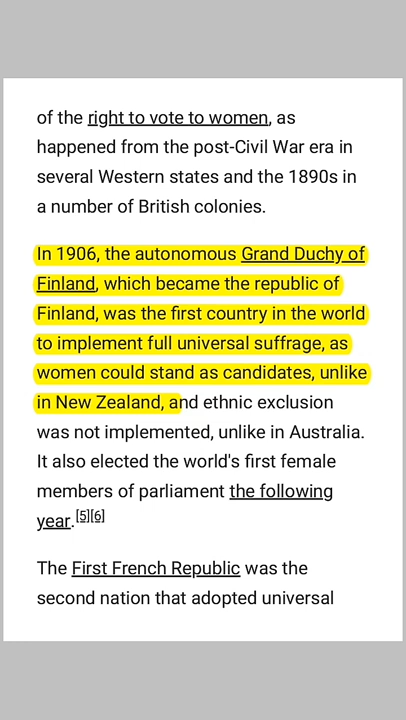 of the right to vote to women, as
happened from the post-Civil War era in
several Western states and the 1890s in
a number of British colonies.
In 1906, the autonomous Grand Duchy of
Finland, which became the republic of
Finland, was the first country in the world
to implement full universal suffrage, as
women could stand as candidates, unlike
in New Zealand, and ethnic exclusion
was not implemented, unlike in Australia.
It also elected the world's first female
members of parliament the following
year.[5][6]
The First French Republic was the
second nation that adopted universal